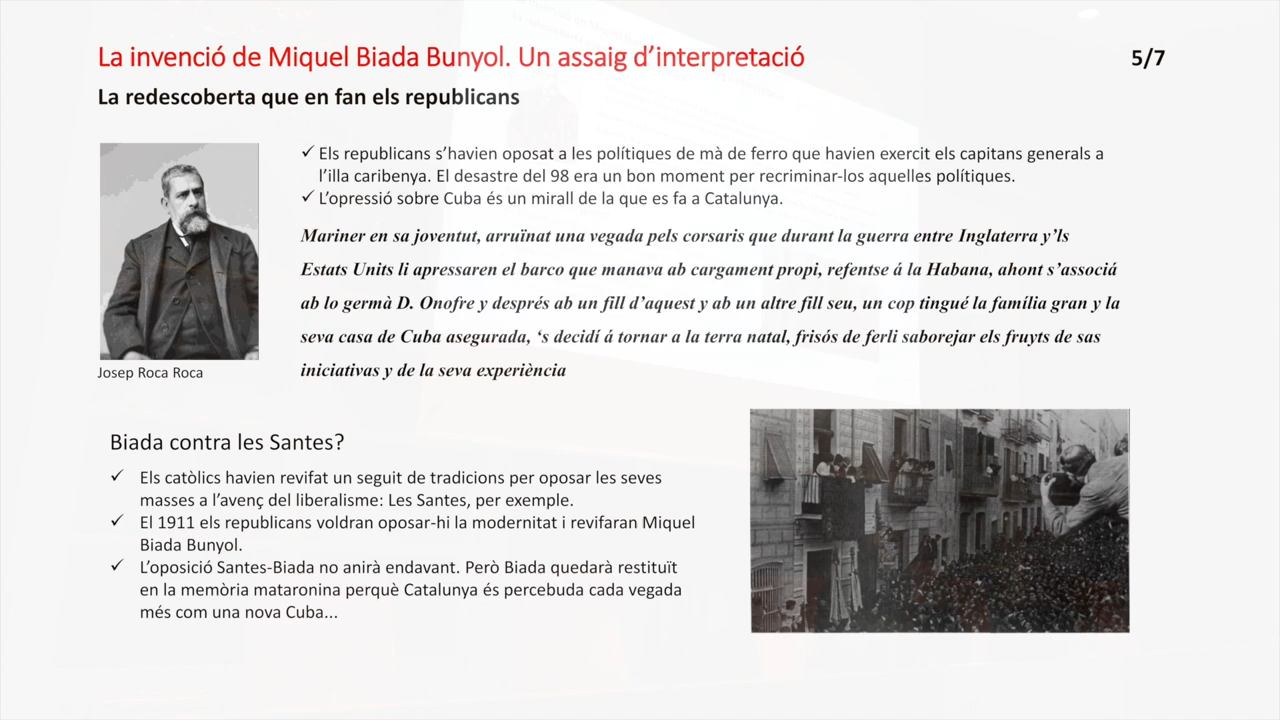 La invenció de Miquel Biada Bunyol. Un assaig d’interpretació
5/7
La redescoberta que en fan els republicans
✓ Els republicans s’havien oposat a les polítiques de mà de ferro que havien exercit els capitans generals a
l’illa caribenya. El desastre del 98 era un bon moment per recriminar-los aquelles polítiques.
✓ L’opressió sobre Cuba és un mirall de la que es fa a Catalunya.
Mariner en sa joventut, arruïnat una vegada pels corsaris que durant la guerra entre Inglaterra y’ls
Estats Units li apressaren el barco que manava ab cargament propi, refentse á la Habana, ahont s’associá
ab lo germà D. Onofre y després ab un fill d’aquest y ab un altre fill seu, un cop tingué la família gran y la
seva casa de Cuba asegurada, ‘s decidí á tornar a la terra natal, frisós de ferli saborejar els fruyts de sas
iniciativas y de la seva experiència
Josep Roca Roca
Biada contra les Santes?
✓ Els catòlics havien revifat un seguit de tradicions per oposar les seves
masses a l’avenç del liberalisme: Les Santes, per exemple.
✓ El 1911 els republicans voldran oposar-hi la modernitat i revifaran Miquel
Biada Bunyol.
✓ L’oposició Santes-Biada no anirà endavant. Però Biada quedarà restituït
en la memòria mataronina perquè Catalunya és percebuda cada vegada
més com una nova Cuba...